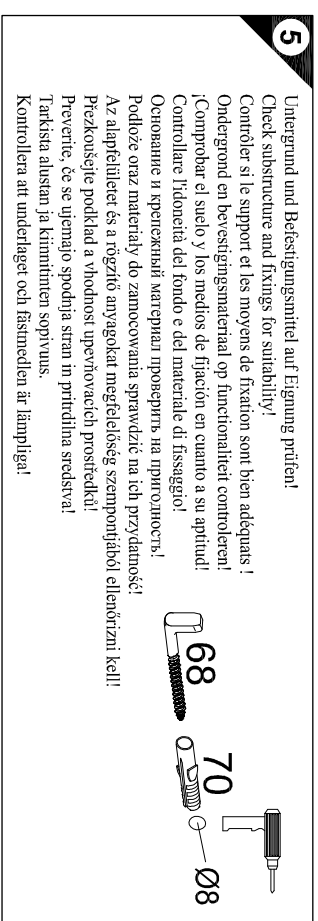 5
Untergrund und Befestigungsmittel auf Eignung prüfen!
Check substructure and fixings for suitability!
Contrôler si le support et les moyens de fixation sont bien adéquats !
Ondergrond en bevestigingsmateriaal op functionaliteit controleren!
¡Comprobar el suelo y los medios de fijación en cuanto a su aptitud!
Controllare l'idoneità del fondo e del materiale di fissaggio!
Основание и крепежный материал проверить на пригодность!
Podłoże oraz materiały do zamocowania sprawdzić na ich przydatność!
Az alapfelületet és a rögzítő anyagokat megfelelőség szempontjából ellenőrizni kell!
Přezkoušejte podklad a vhodnost upevňovacích prostředků!
Preverite, če se ujemajo spodnja stran in pritrdilna sredstva!
Tarkista alustan ja kiinnitinten sopivuus.
Kontrollera att underlaget och fästmedlen är lämpliga!
68
70
Ø8